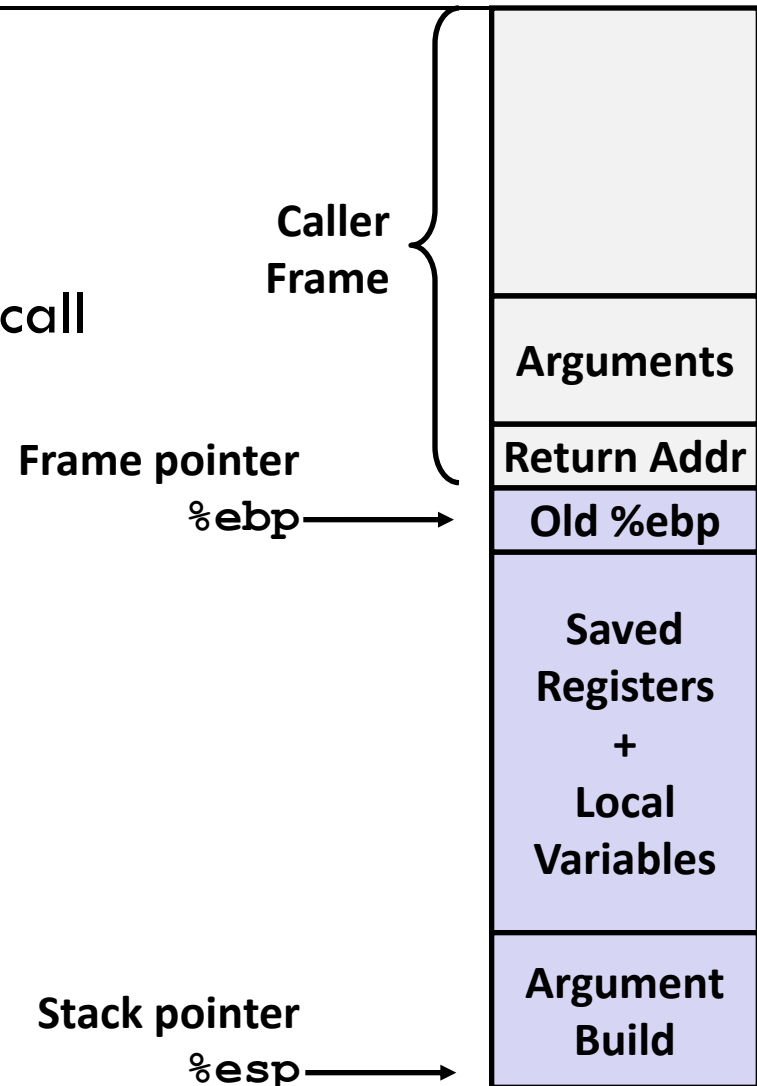 Caller
Frame
call
Arguments
Frame pointer
Return Addr
%ebp
Old %ebp
Saved
Registers
+
Local
Variables
Stack pointer
Argument
Build
%esp